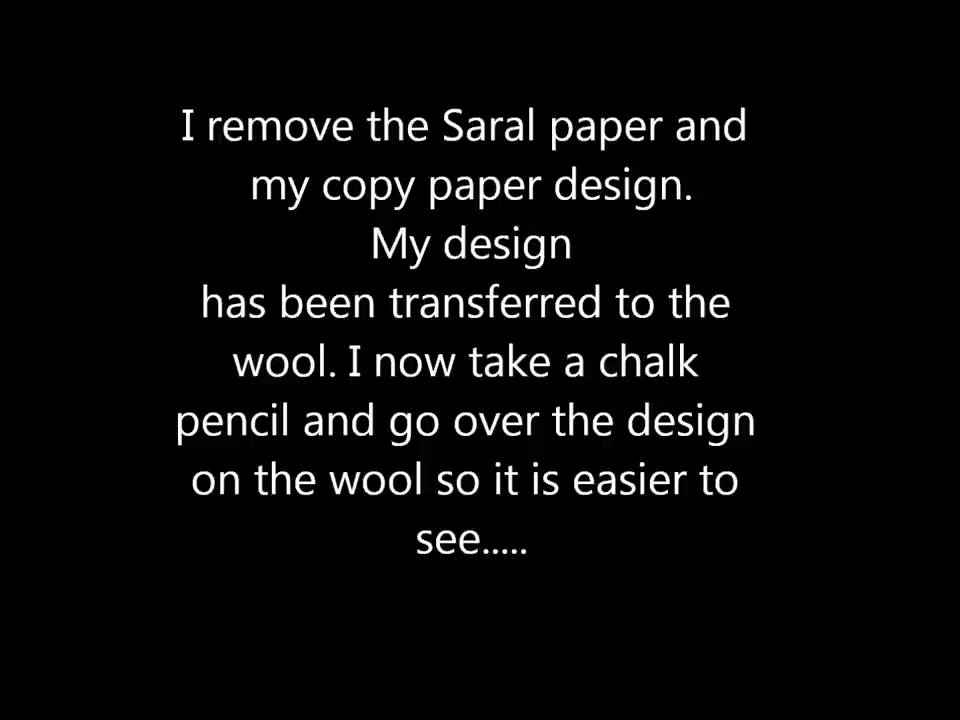 I remove the Saral paper and
my copy paper design.
My design
has been transferred to the
wool. I now take a chalk
pencil and go over the design
on the wool so it is easier to
see.....